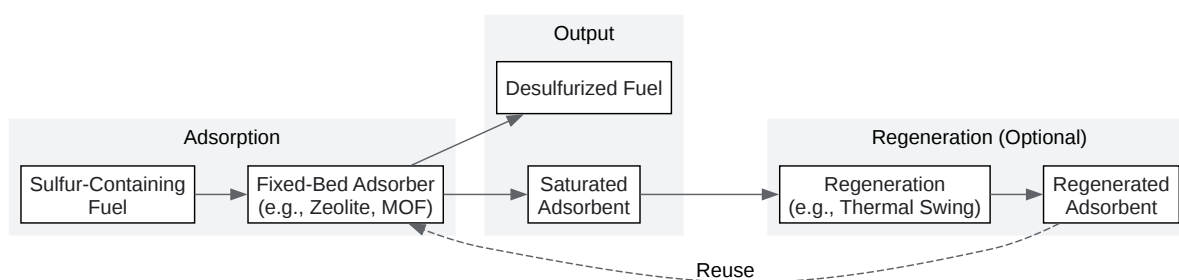 Output
Desulfurized Fuel
Adsorption
Sulfur-Containing
Fuel
Fixed-Bed Adsorber
(e.g., Zeolite, MOF)
Saturated
Adsorbent
Regeneration (Optional)
Regeneration
(e.g., Thermal Swing)
Regenerated
Adsorbent
Reuse